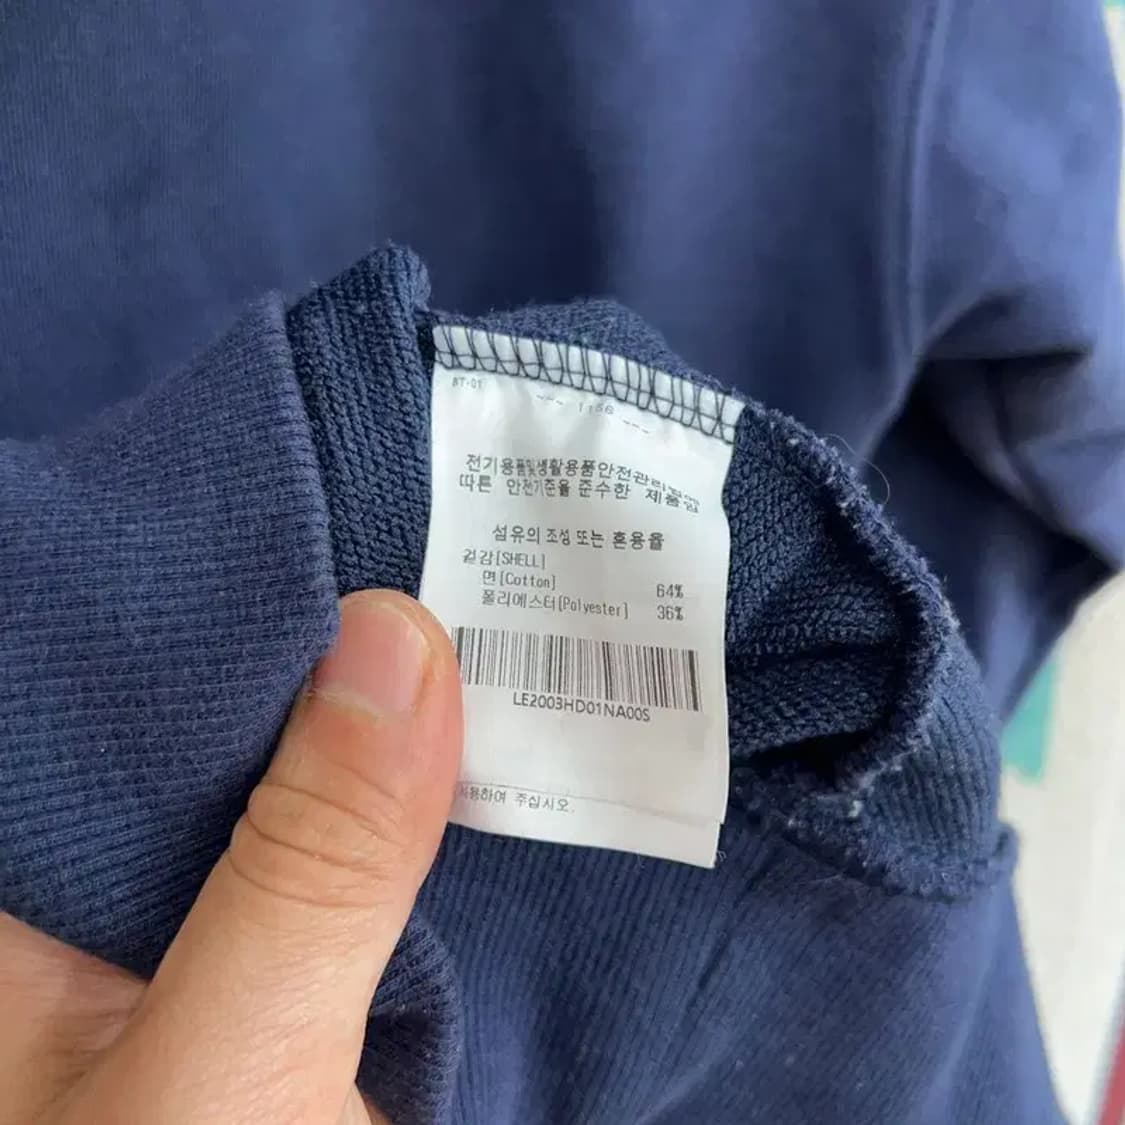 BT-01
~~~ 1156 ~~~
전기용품및생활용품안전관리법에
따른 안전기준을 준수한 제품임
섬유의 조성 또는 혼용율
겉감[SHELL]
면[Cotton] 64%
폴리에스터[Polyester] 36%
LE2003HD01NA00S
사용하여 주십시오.